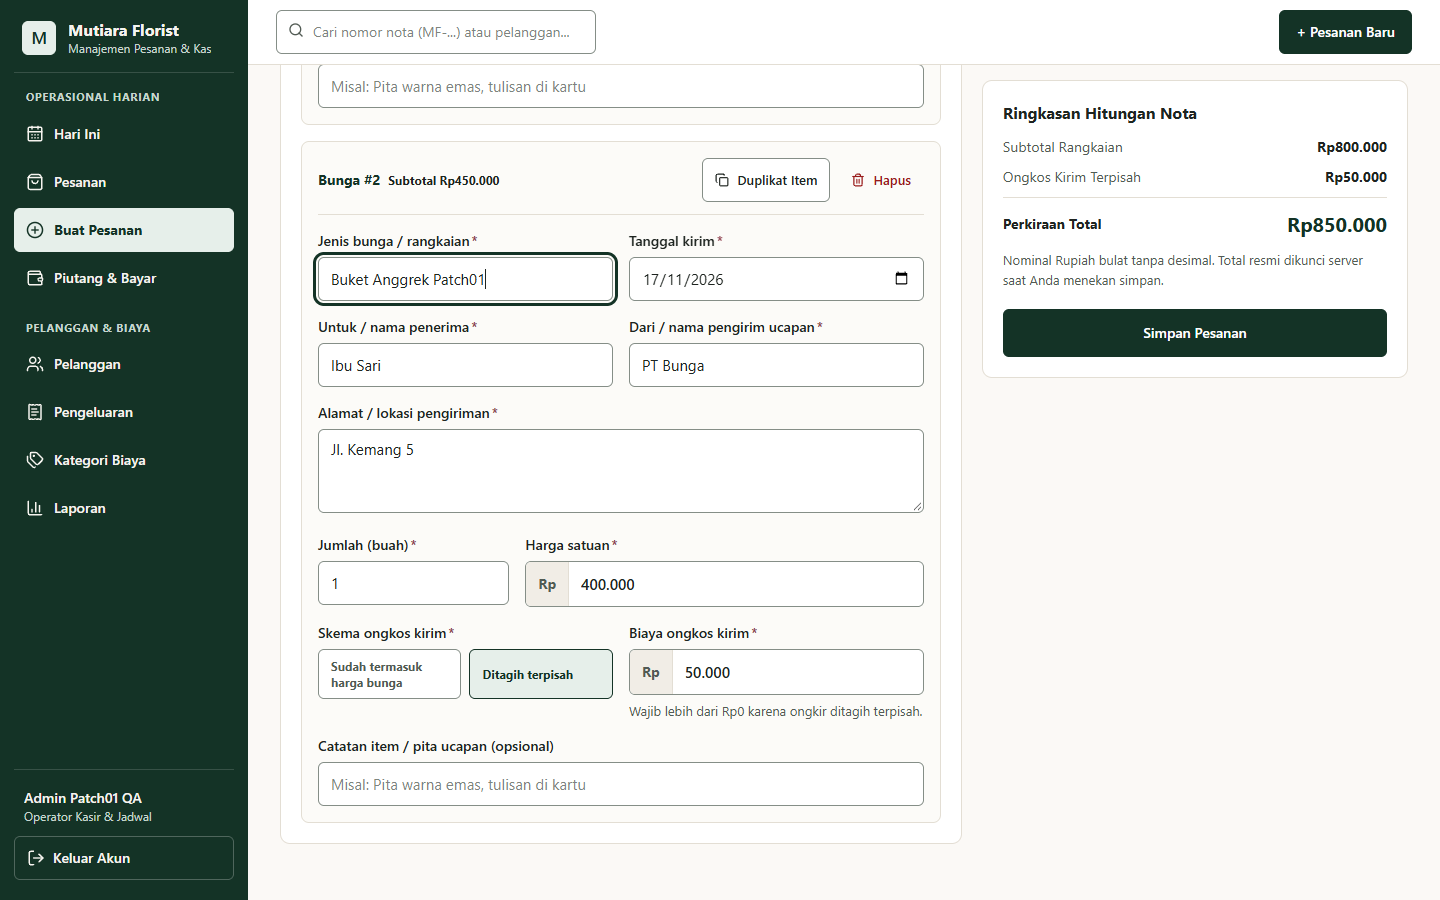 M
Mutiara Florist
Manajemen Pesanan & Kas
OPERASIONAL HARIAN
Hari Ini
Pesanan
Buat Pesanan
Piutang & Bayar
PELANGGAN & BIAYA
Pelanggan
Pengeluaran
Kategori Biaya
Laporan
Admin Patch01 QA
Operator Kasir & Jadwal
Keluar Akun
Cari nomor nota (MF-...) atau pelanggan...
+ Pesanan Baru
Misal: Pita warna emas, tulisan di kartu
Bunga #2 Subtotal Rp450.000
Duplikat Item
Hapus
Jenis bunga / rangkaian *
Tanggal kirim *
Buket Anggrek Patch01
17/11/2026
Untuk / nama penerima *
Dari / nama pengirim ucapan *
Ibu Sari
PT Bunga
Alamat / lokasi pengiriman *
Jl. Kemang 5
Jumlah (buah) *
Harga satuan *
1
Rp 400.000
Skema ongkos kirim *
Biaya ongkos kirim *
Sudah termasuk
harga bunga
Ditagih terpisah
Rp 50.000
Wajib lebih dari Rp0 karena ongkir ditagih terpisah.
Catatan item / pita ucapan (opsional)
Misal: Pita warna emas, tulisan di kartu
Ringkasan Hitungan Nota
Subtotal Rangkaian Rp800.000
Ongkos Kirim Terpisah Rp50.000
Perkiraan Total Rp850.000
Nominal Rupiah bulat tanpa desimal. Total resmi dikunci server
saat Anda menekan simpan.
Simpan Pesanan